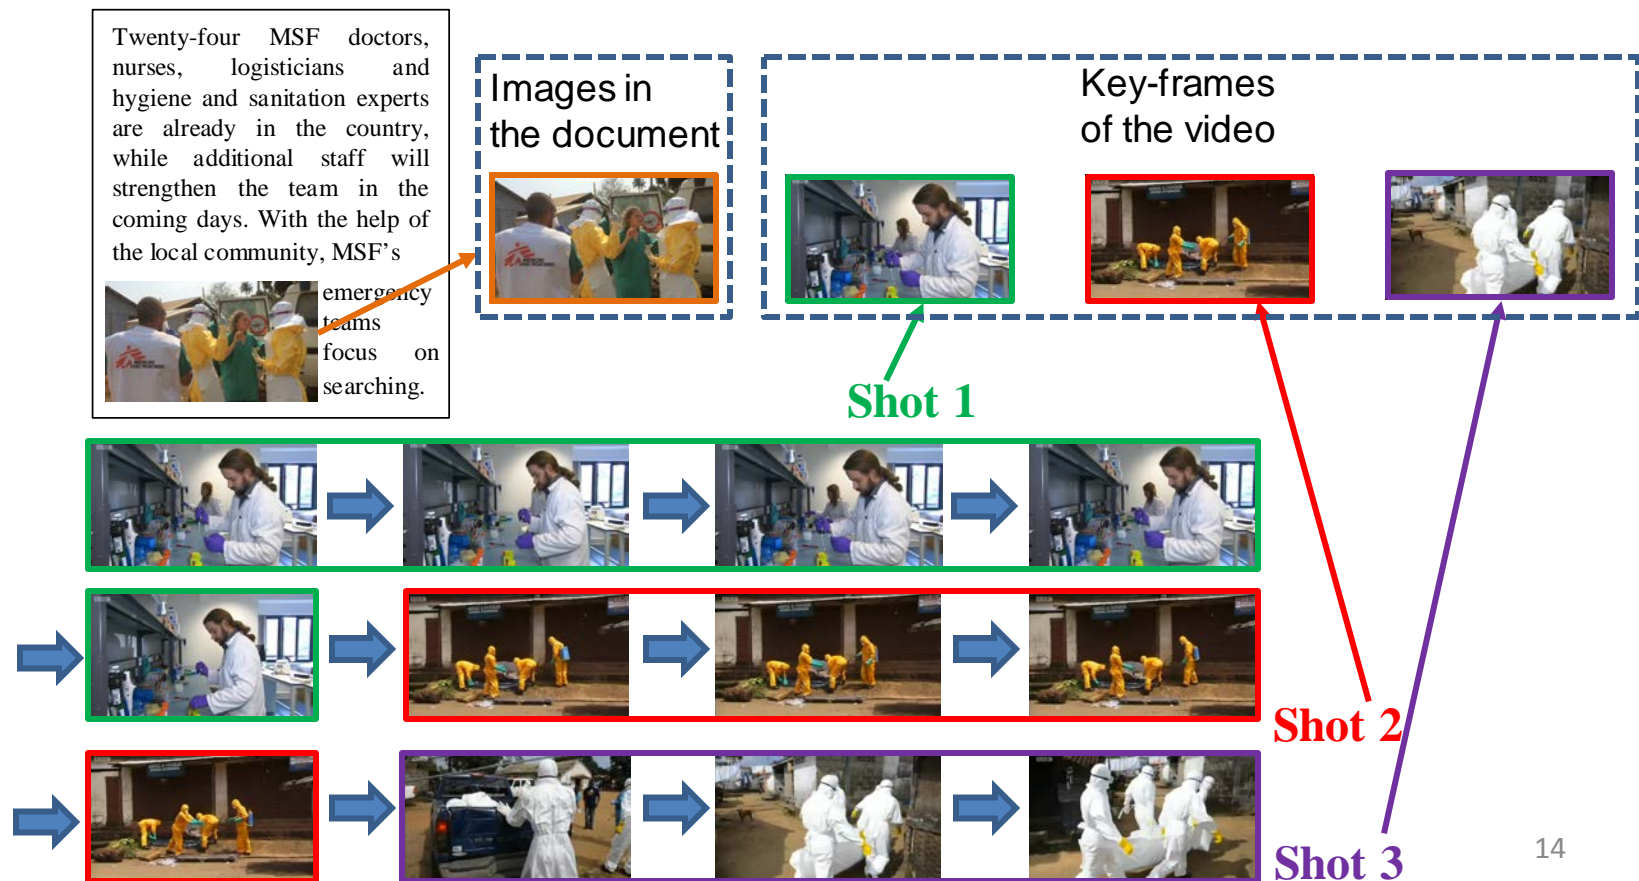 Twenty-four MSF doctors,
nurses, logisticians and
hygiene and sanitation experts
are already in the country,
while additional staff will
strengthen the team in the
coming days. With the help of
the local community, MSF’s
emergency
teams
focus on
searching.
Images in
the document
Key-frames
of the video
Shot 1
Shot 2
Shot 3
14